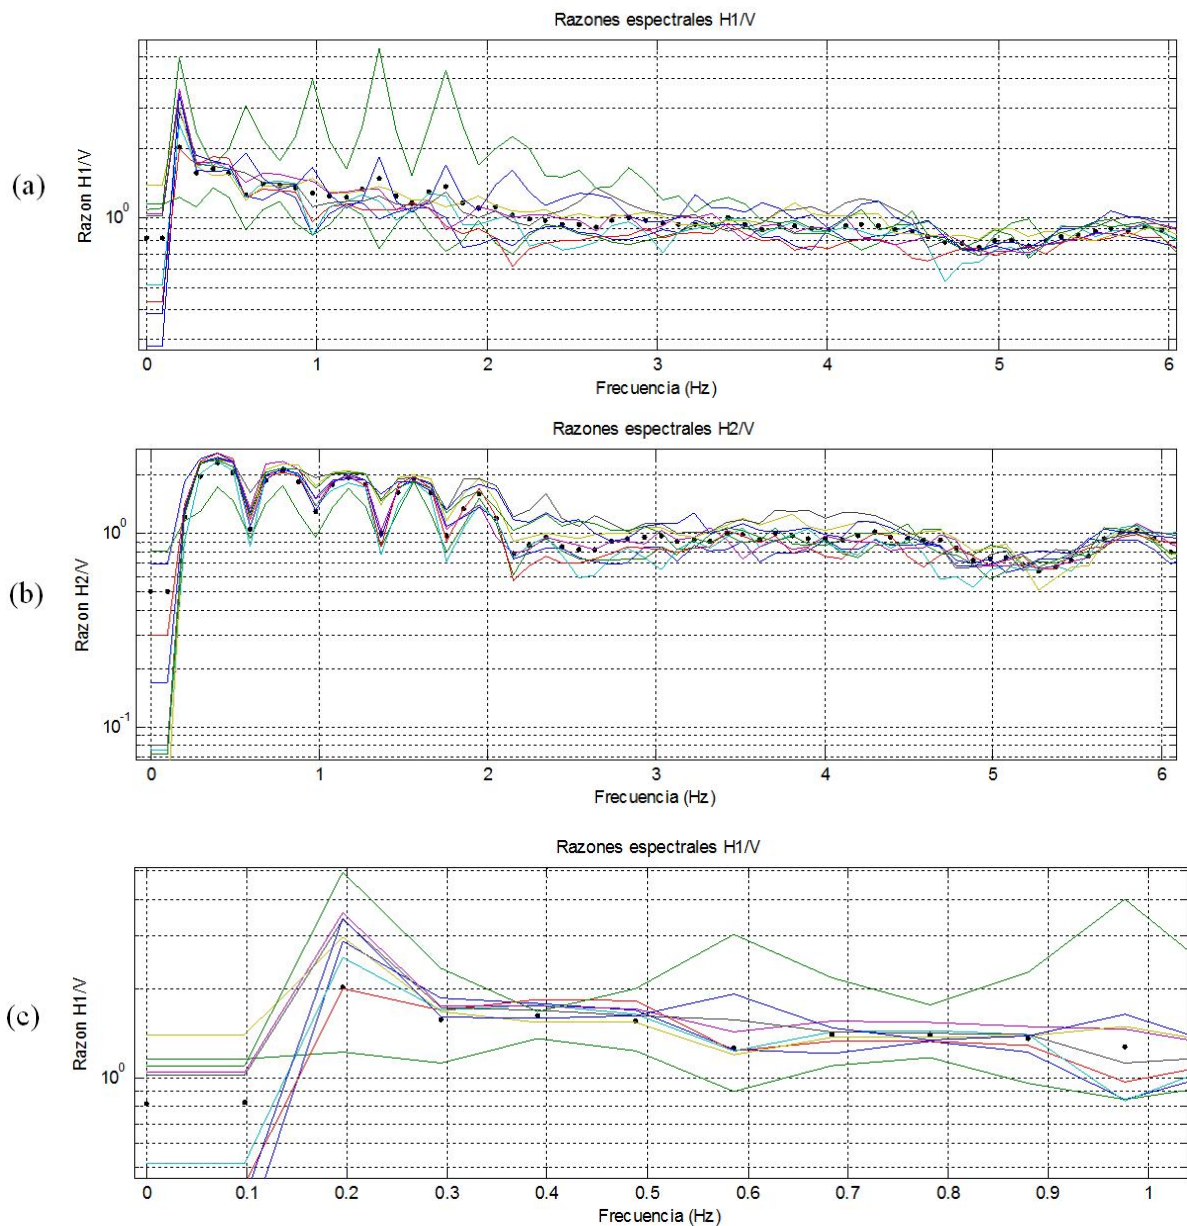 Razones espectrales H1/V
(a)
Razon H1/V
10^0
0 1 2 3 4 5 6
Frecuencia (Hz)
Razones espectrales H2/V
(b)
Razon H2/V
10^0
10^-1
0 1 2 3 4 5 6
Frecuencia (Hz)
Razones espectrales H1/V
(c)
Razon H1/V
10^0
0 0.1 0.2 0.3 0.4 0.5 0.6 0.7 0.8 0.9 1
Frecuencia (Hz)